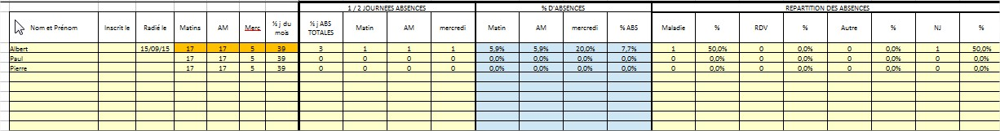 1 / 2 JOURNEES ABSENCES % D'ABSENCES REPARTITION DES ABSENCES
Nom et Prénom Inscrit le Radié le Matins AM Merc ½ j du mois ½ j ABS TOTALES Matin AM mercredi Matin AM mercredi % ABS Maladie % RDV % Autre % NJ %
Albert 15/09/15 17 17 5 39 3 1 1 1 5,9% 5,9% 20,0% 7,7% 1 50,0% 0 0,0% 0 0,0% 1 50,0%
Paul 17 17 5 39 0 0 0 0 0,0% 0,0% 0,0% 0,0% 0 0,0% 0 0,0% 0 0,0% 0 0,0%
Pierre 17 17 5 39 0 0 0 0 0,0% 0,0% 0,0% 0,0% 0 0,0% 0 0,0% 0 0,0% 0 0,0%